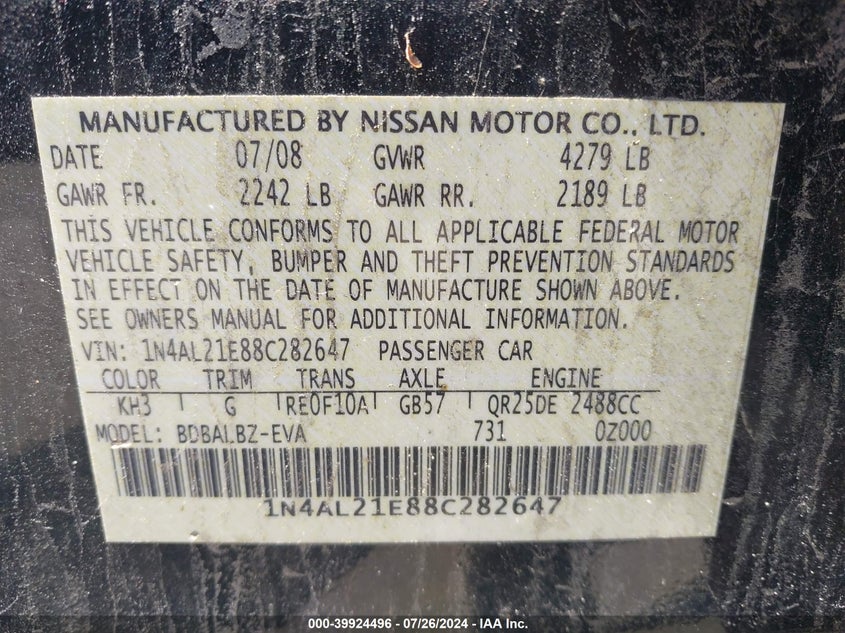 MANUFACTURED BY NISSAN MOTOR CO., LTD.
DATE 07/08 GVWR 4279 LB
GAWR FR. 2242 LB GAWR RR. 2189 LB
THIS VEHICLE CONFORMS TO ALL APPLICABLE FEDERAL MOTOR
VEHICLE SAFETY, BUMPER AND THEFT PREVENTION STANDARDS
IN EFFECT ON THE DATE OF MANUFACTURE SHOWN ABOVE.
SEE OWNERS MANUAL FOR ADDITIONAL INFORMATION.
VIN: 1N4AL21E88C282647 PASSENGER CAR
COLOR TRIM TRANS AXLE ENGINE
KH3 G RE0F10A GB57 QR25DE 2488CC
MODEL: BDBALBZ-EVA 731 0Z000
1N4AL21E88C282647
000-39924496 - 07/26/2024 - IAA Inc.